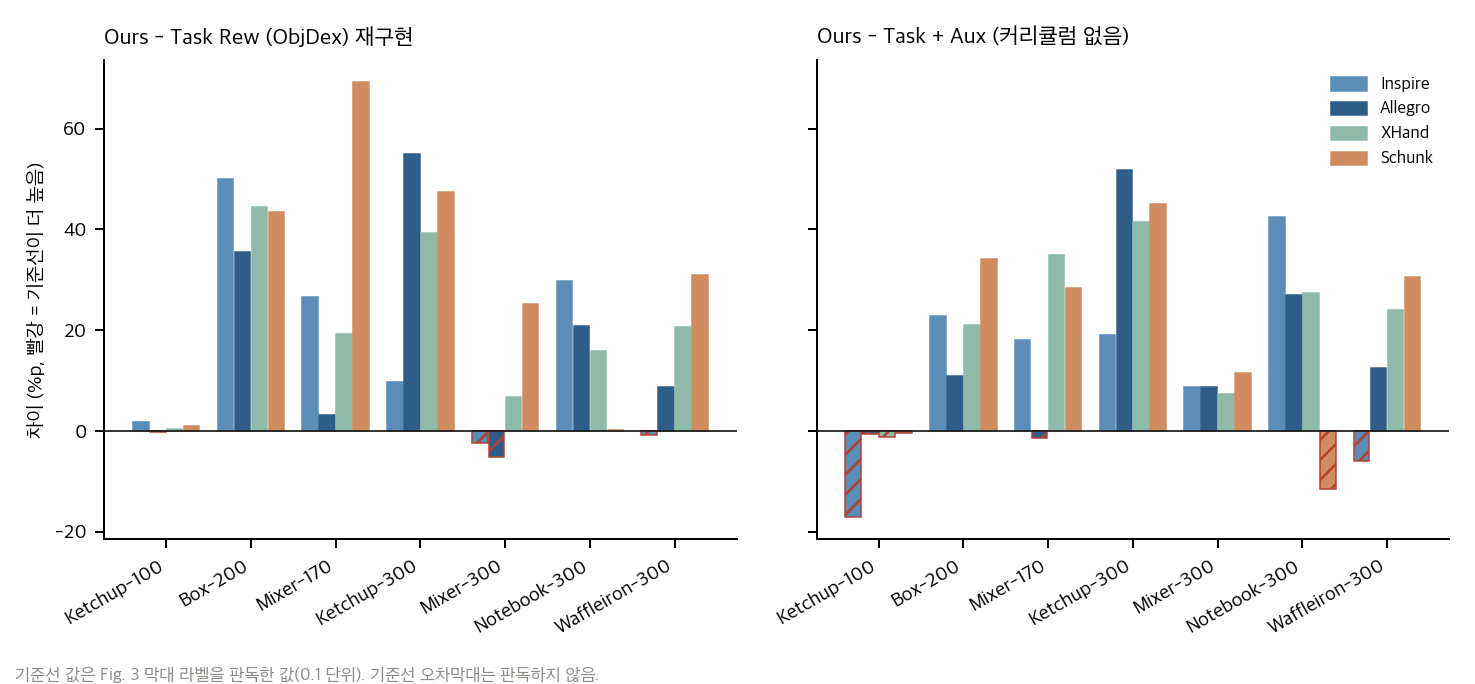 Ours - Task Rew (ObjDex) 재구현
Ours - Task + Aux (커리큘럼 없음)
차이 (%p, 빨강 = 기준선이 더 높음)
60
40
20
0
-20
Inspire
Allegro
XHand
Schunk
Ketchup-100
Box-200
Mixer-170
Ketchup-300
Mixer-300
Notebook-300
Waffleiron-300
Ketchup-100
Box-200
Mixer-170
Ketchup-300
Mixer-300
Notebook-300
Waffleiron-300
기준선 값은 Fig. 3 막대 라벨을 판독한 값(0.1 단위). 기준선 오차막대는 판독하지 않음.